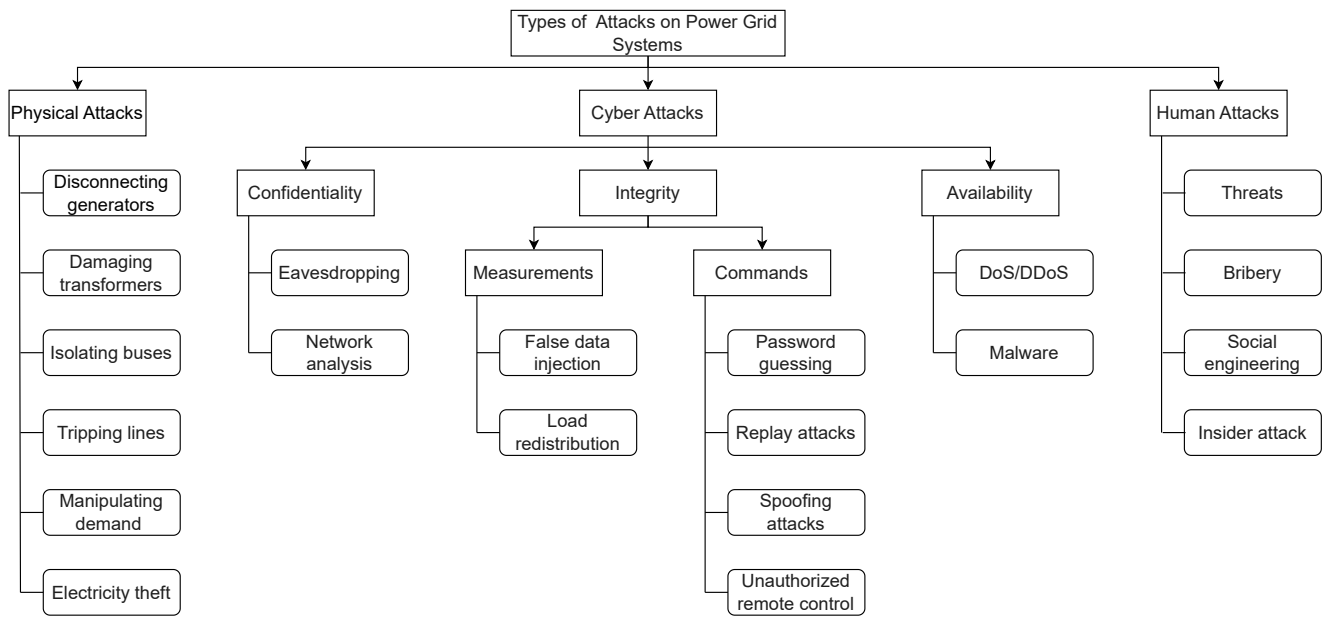 Types of  Attacks on Power Grid
Systems
Physical Attacks
Cyber Attacks
Human Attacks
Disconnecting
generators
Damaging
transformers
Isolating buses
Tripping lines
Manipulating
demand
Electricity theft
Confidentiality
Eavesdropping
Network
analysis
Integrity
Measurements
False data
injection
Load
redistribution
Commands
Password
guessing
Replay attacks
Spoofing
attacks
Unauthorized
remote control
Availability
DoS/DDoS
Malware
Threats
Bribery
Social
engineering
Insider attack